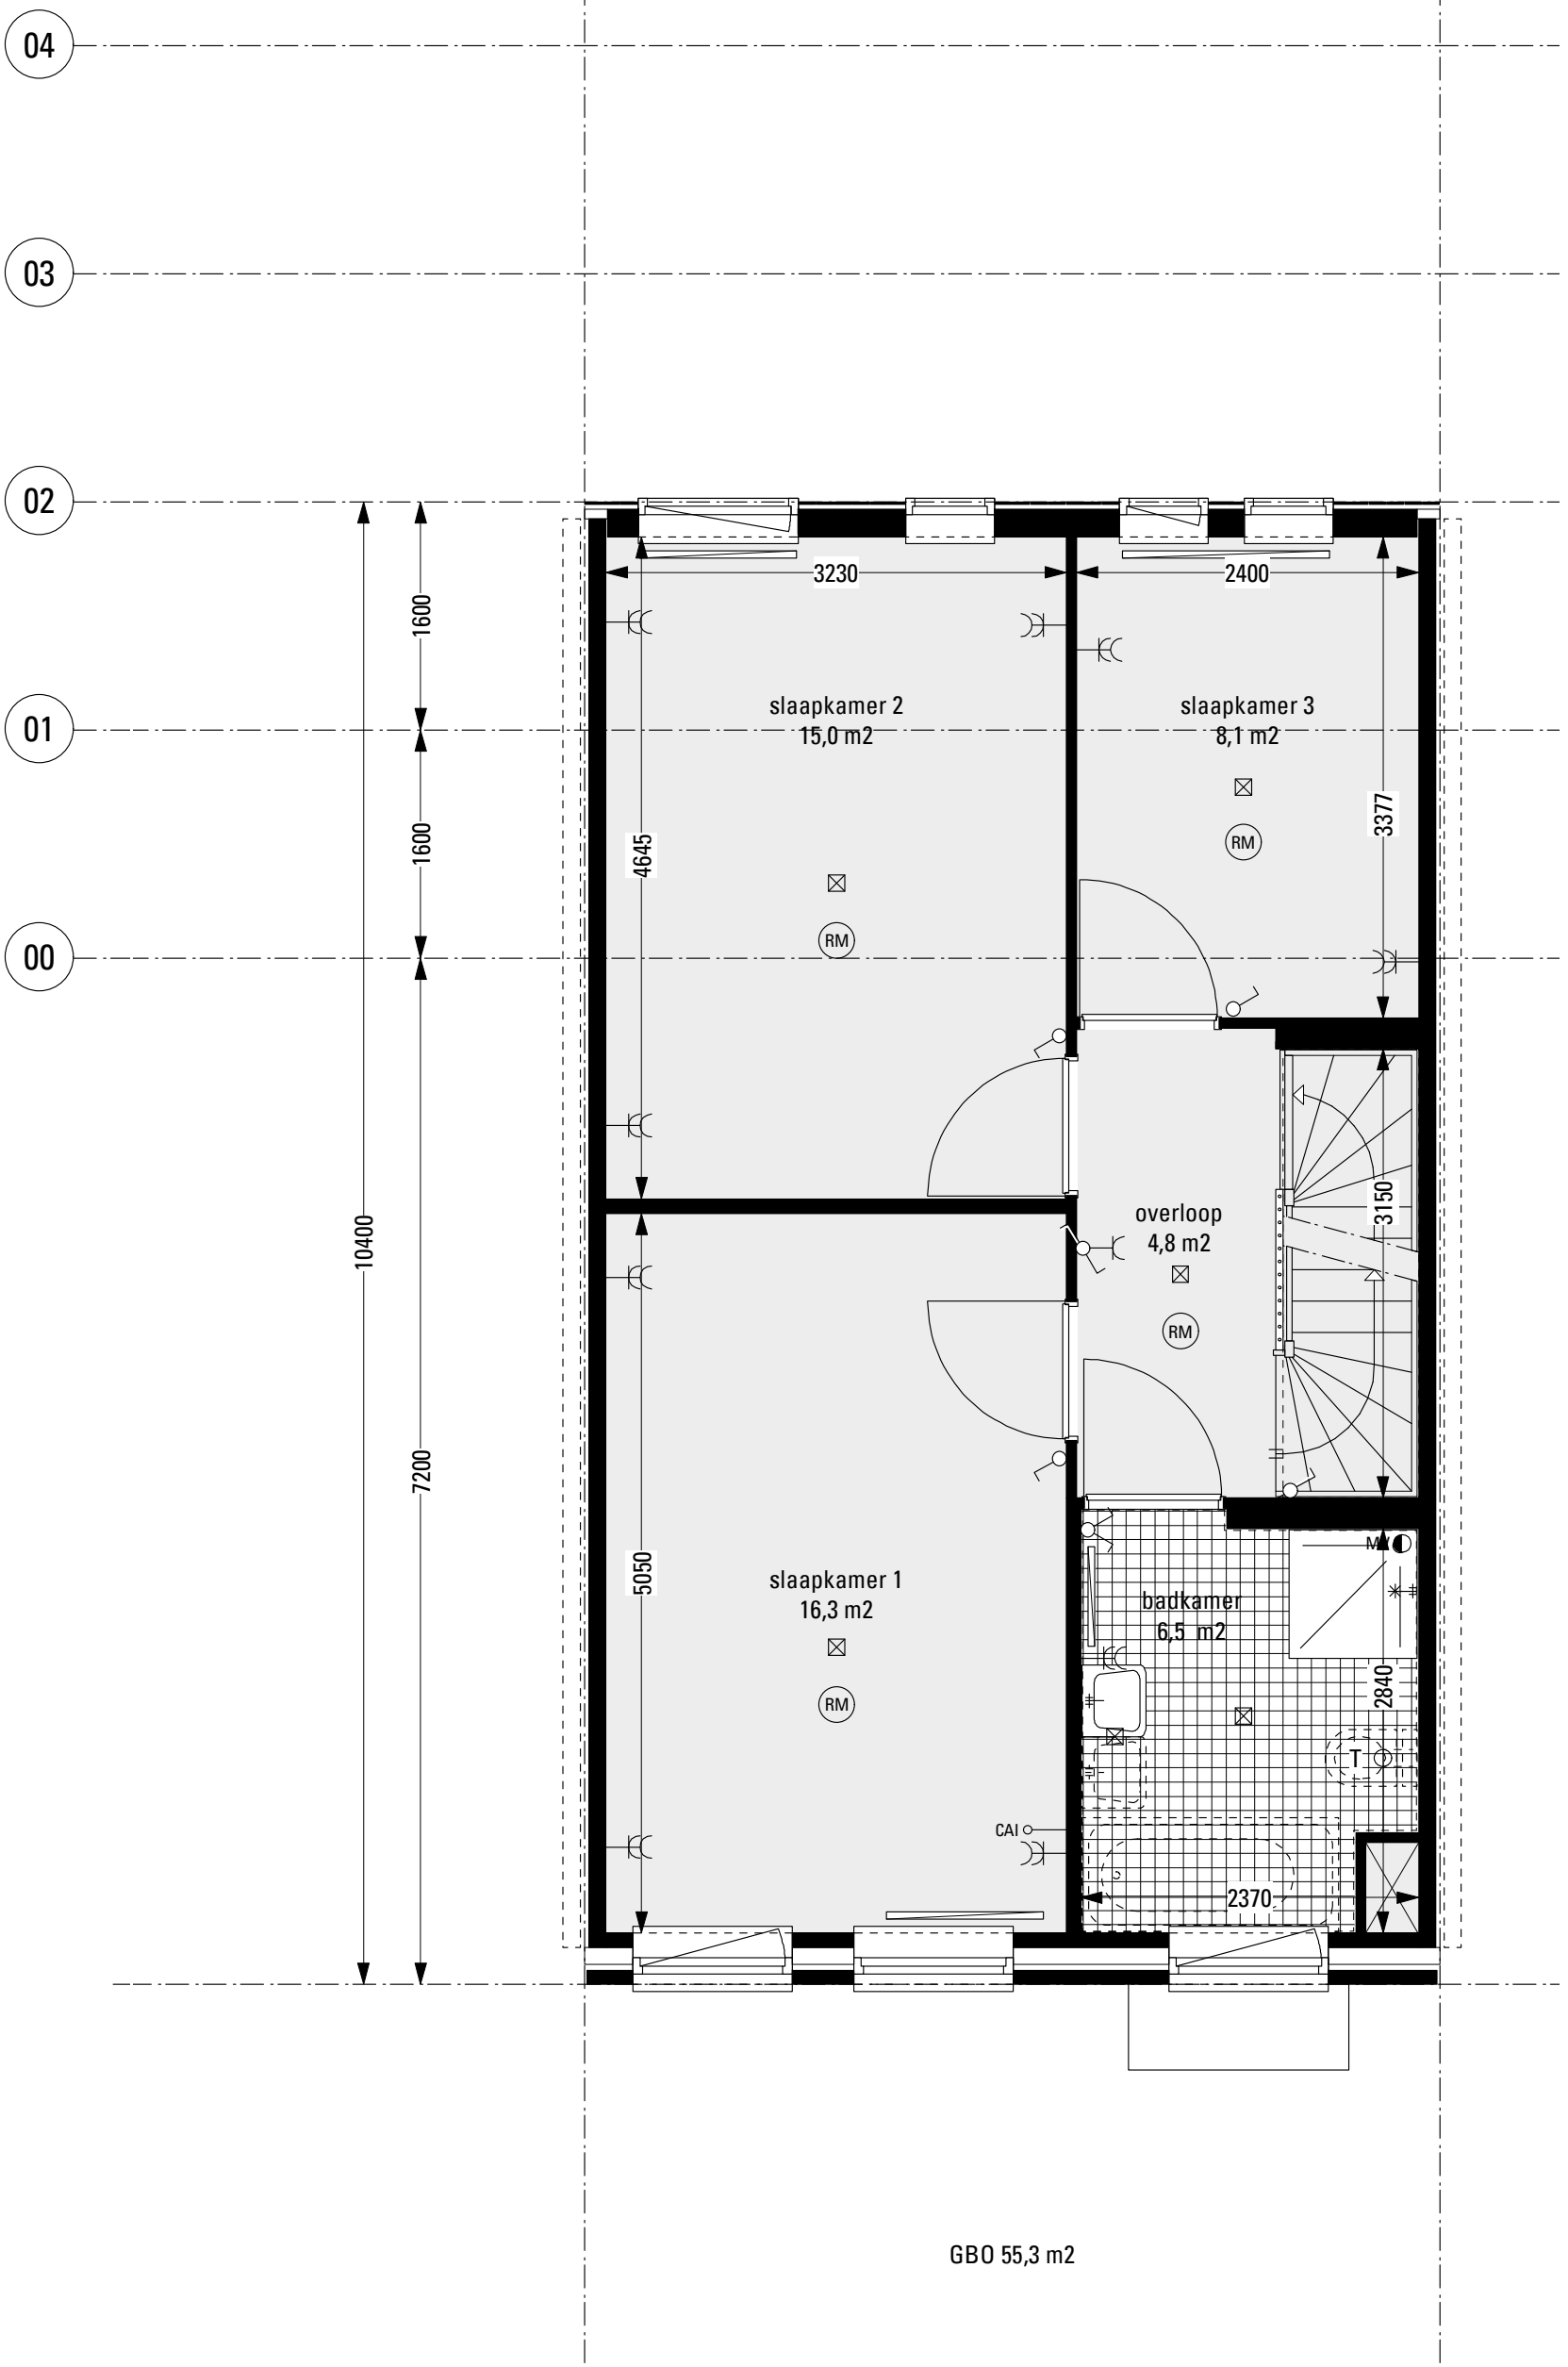 04
03
02
3230
2400
1600
slaapkamer 2
15,0 m2
slaapkamer 3
8,1 m2
01
1600
4645
3377
RM
RM
00
10400
3150
overloop
4,8 m2
RM
7200
5050
slaapkamer 1
16,3 m2
RM
MV
badkamer
6,5 m2
2840
T
CAI
2370
GBO 55,3 m2